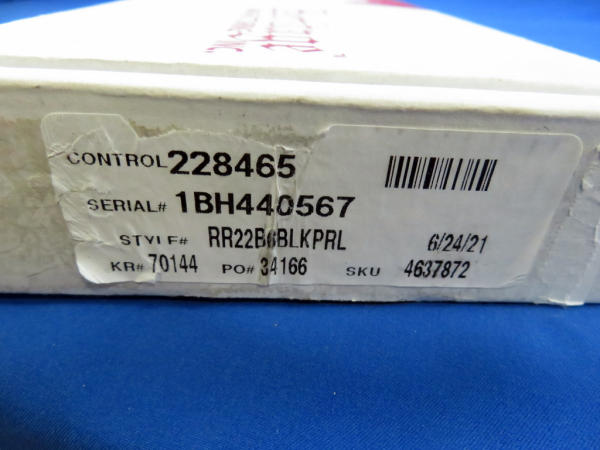 CONTROL 228465
SERIAL# 1BH440567
STYLE# RR22B6BLKPRL 6/24/21
KR# 70144 PO# 34166 SKU 4637872